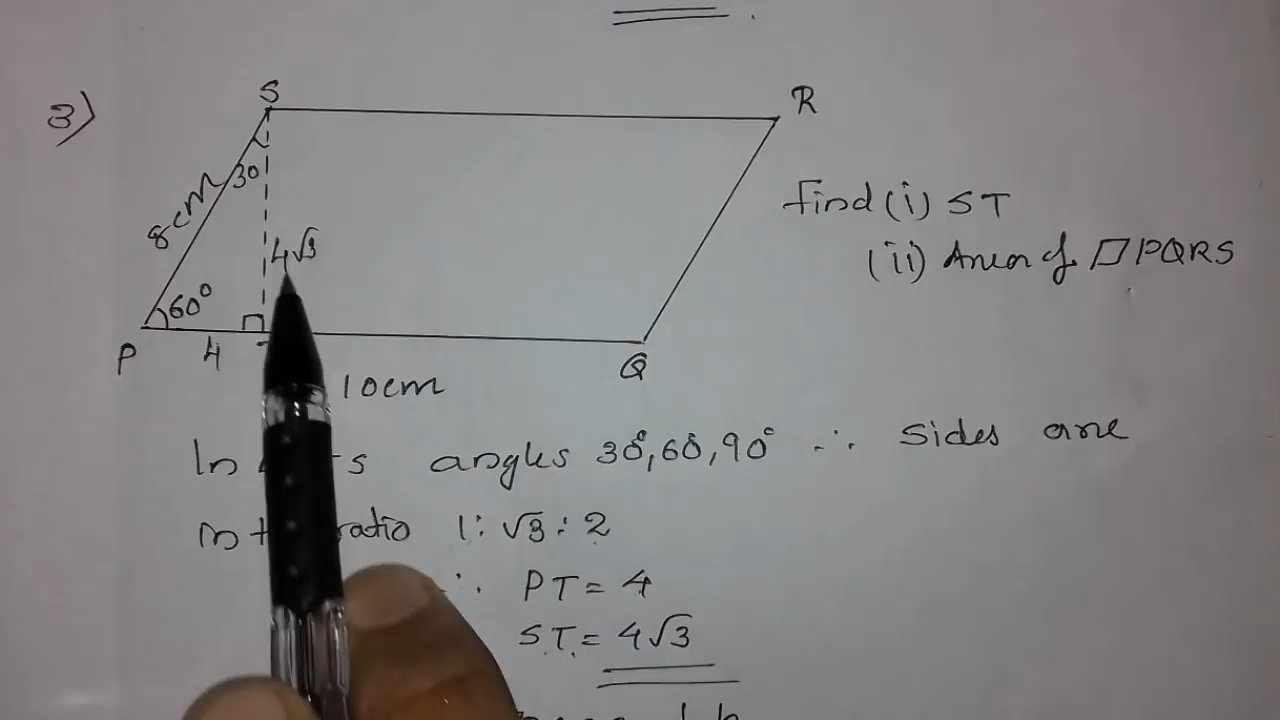 3)
S
R
30
8cm
4√3
60°
P
4
Q
10cm
find (i) ST
(ii) Area of ▱ PQRS
In angles 30°, 60°, 90° ∴ sides are
ratio 1 : √3 : 2
∴ PT = 4
ST = 4√3